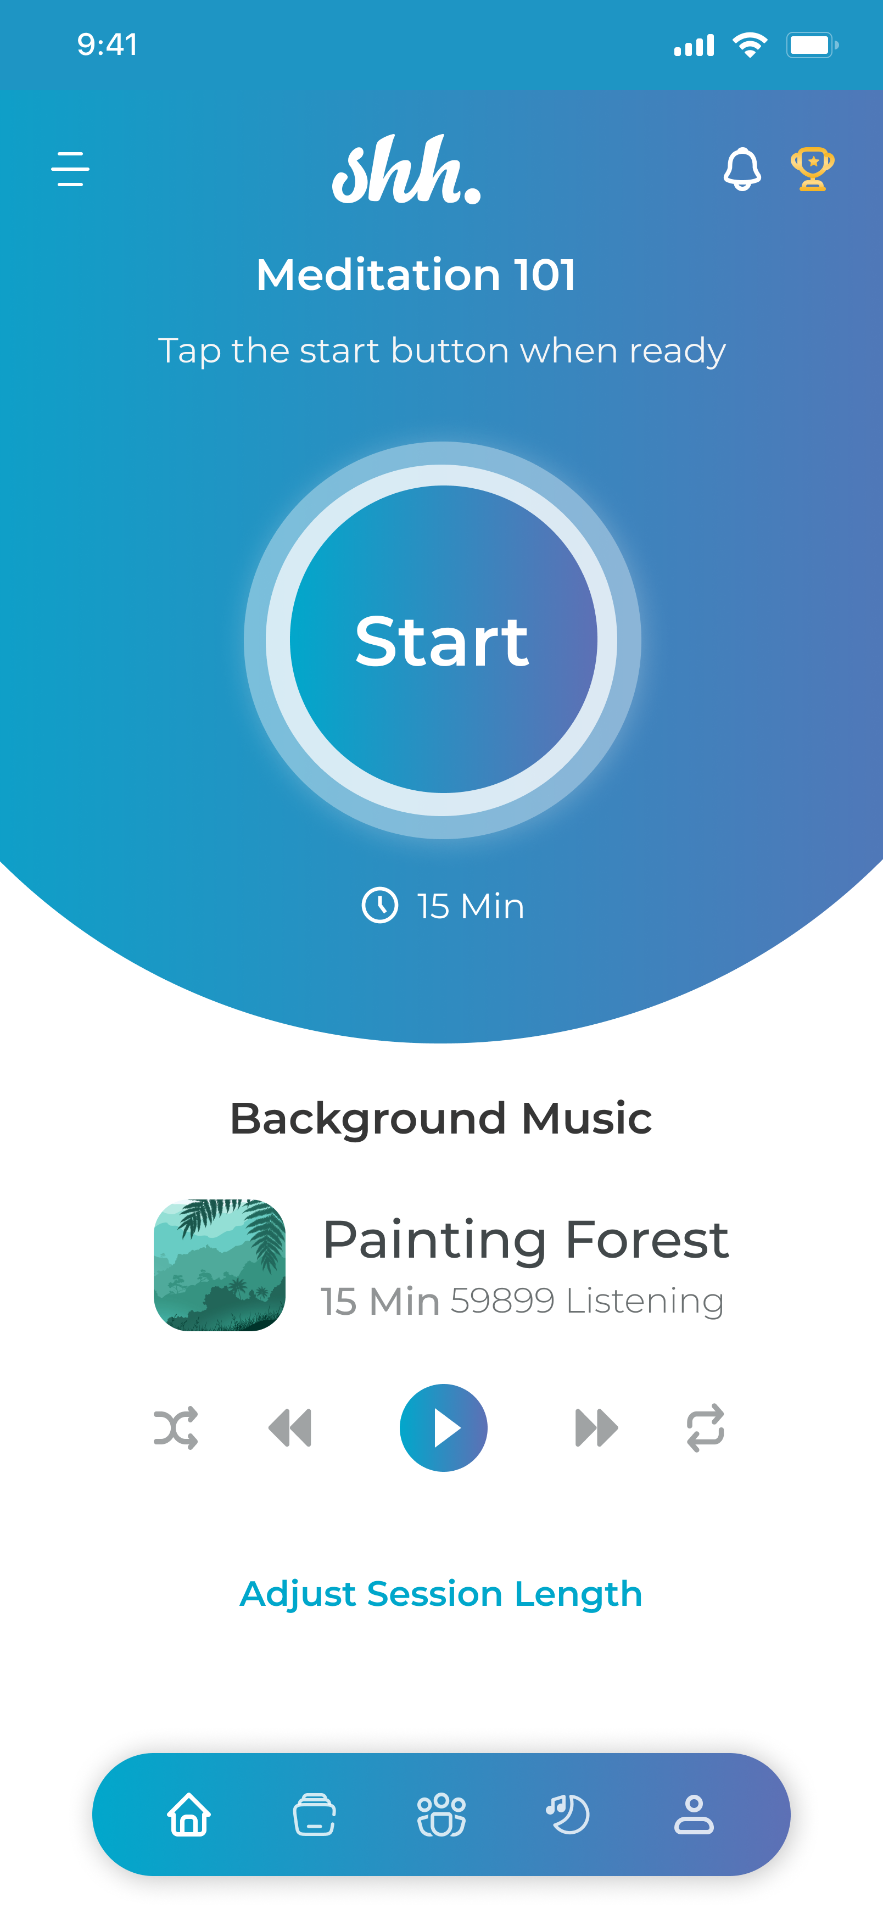 9:41
shh.
Meditation 101
Tap the start button when ready
Start
15 Min
Background Music
Painting Forest
15 Min 59899 Listening
Adjust Session Length